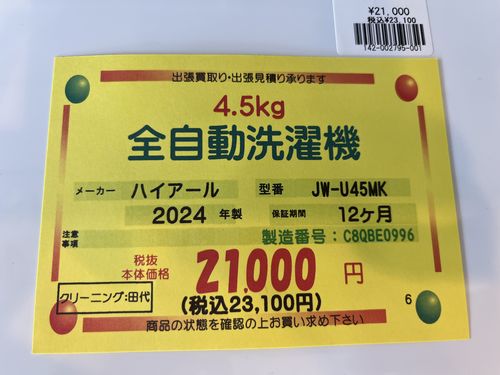 ¥21,000
税込¥23,100
142-002795-001
出張買取り・出張見積り承ります
4.5kg
全自動洗濯機
メーカー ハイアール 型番 JW-U45MK
2024 年製 保証期間 12ヶ月
注意事項 製造番号：C8QBE0996
税抜
本体価格 21,000 円
クリーニング:田代 (税込23,100円) 6
商品の状態を確認の上お買い求め下さい